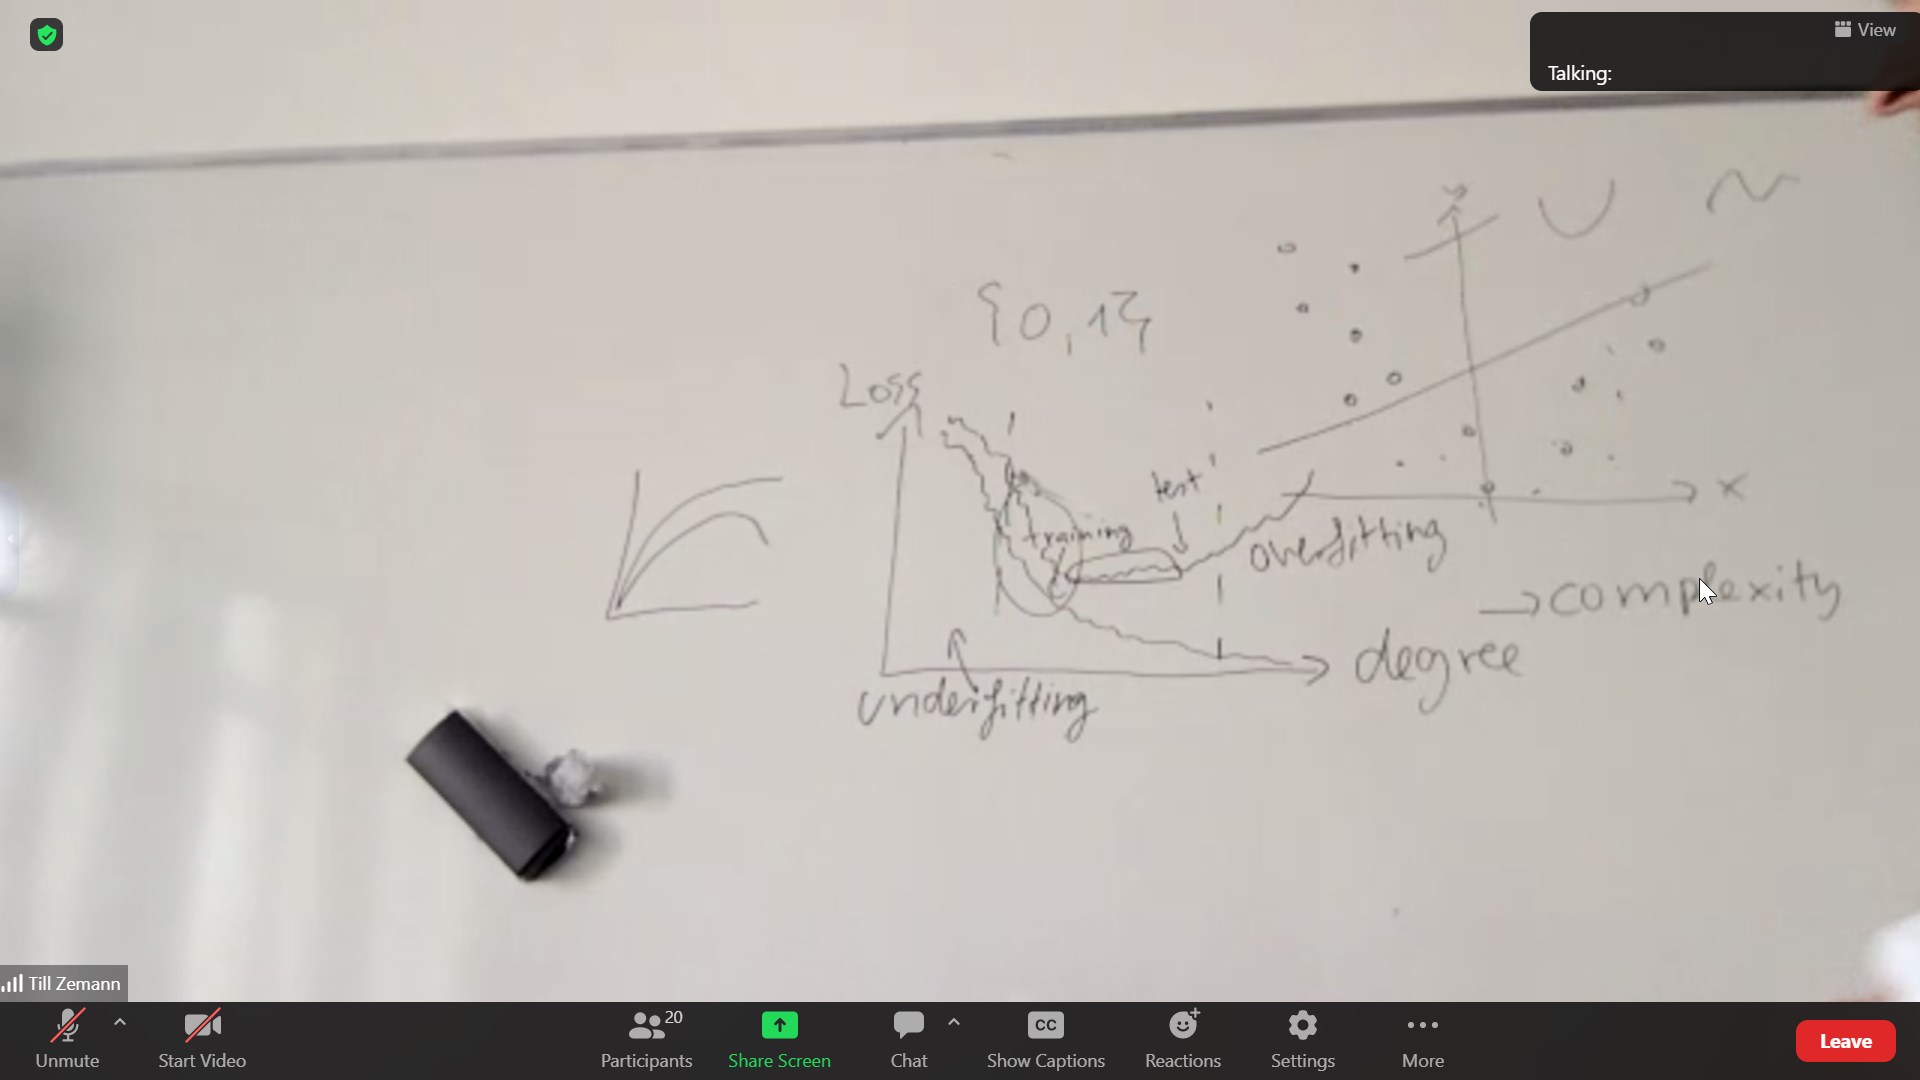 View
Talking:
y
{0,1}
Loss
test
training
x
overfitting
→complexity
degree
underfitting
Till Zemann
Unmute
Start Video
Participants
20
Share Screen
Chat
CC
Show Captions
Reactions
Settings
More
Leave